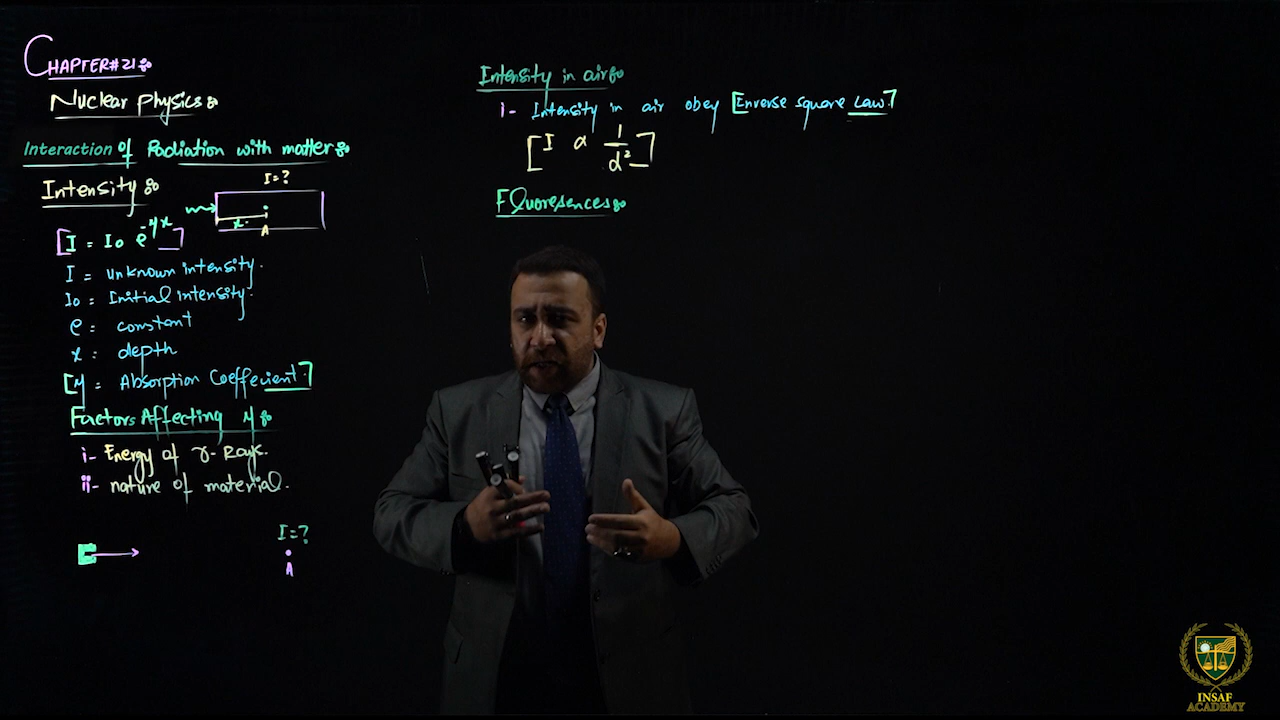 CHAPTER#21:
Nuclear physics:
Interaction of Radiation with matter:
Intensity:
I=?
x
A
[I = I₀ e^-μx]
I = unknown intensity.
I₀ = Initial intensity.
e = constant
x = depth
[μ = Absorption Coeffecient.]
Factors Affecting μ:
i- Energy of γ-Rays.
ii- nature of material.
I=?
A
Intensity in air:
i- Intensity in air obey [Inverse square Law.]
[I α 1/d²]
Fluoresences:
INSAF
ACADEMY